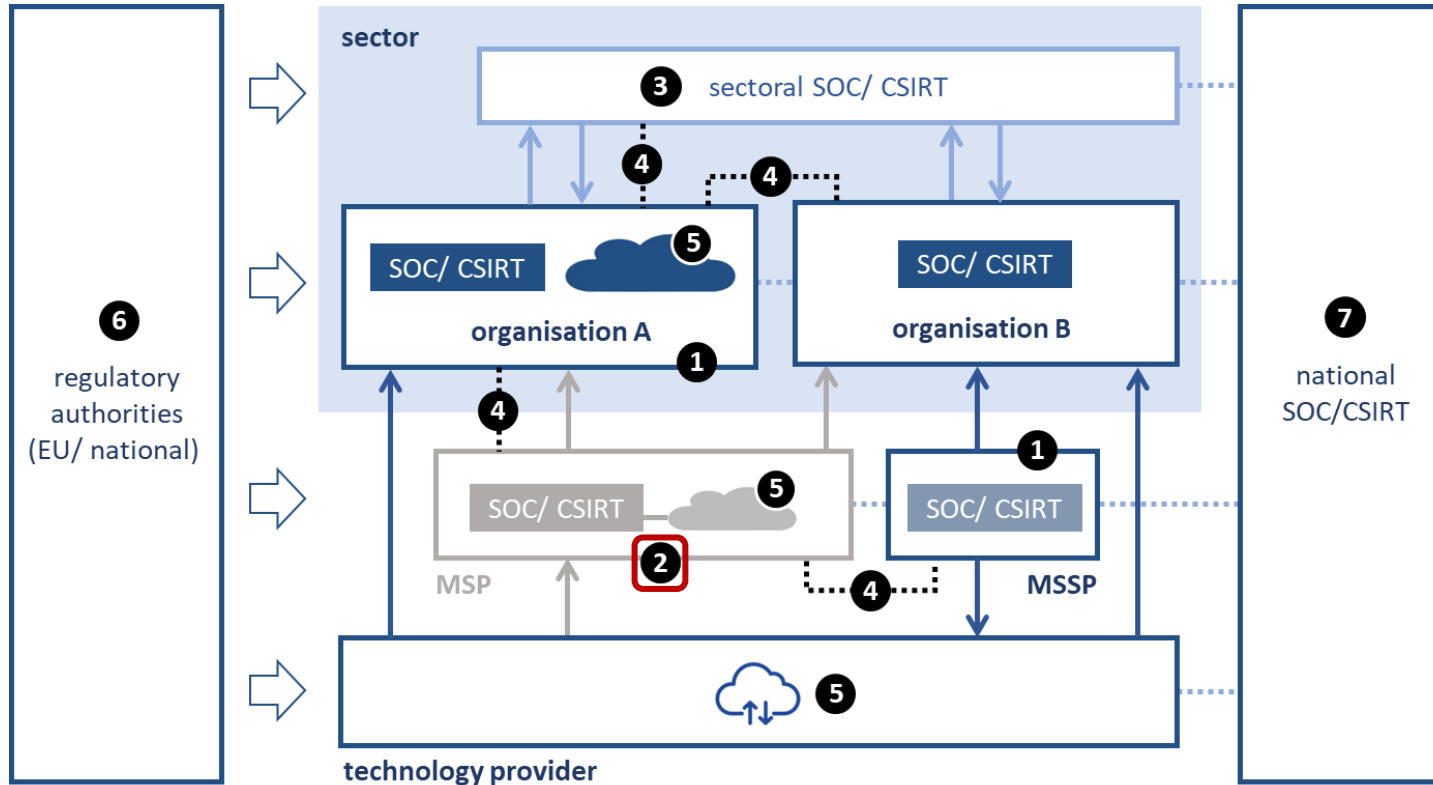 sector
3
sectoral SOC/ CSIRT
4
4
SOC/ CSIRT
5
SOC/ CSIRT
organisation A
organisation B
1
6
regulatory
authorities
(EU/ national)
7
national
SOC/CSIRT
4
1
SOC/ CSIRT
5
SOC/ CSIRT
2
MSP
4
MSSP
5
technology provider